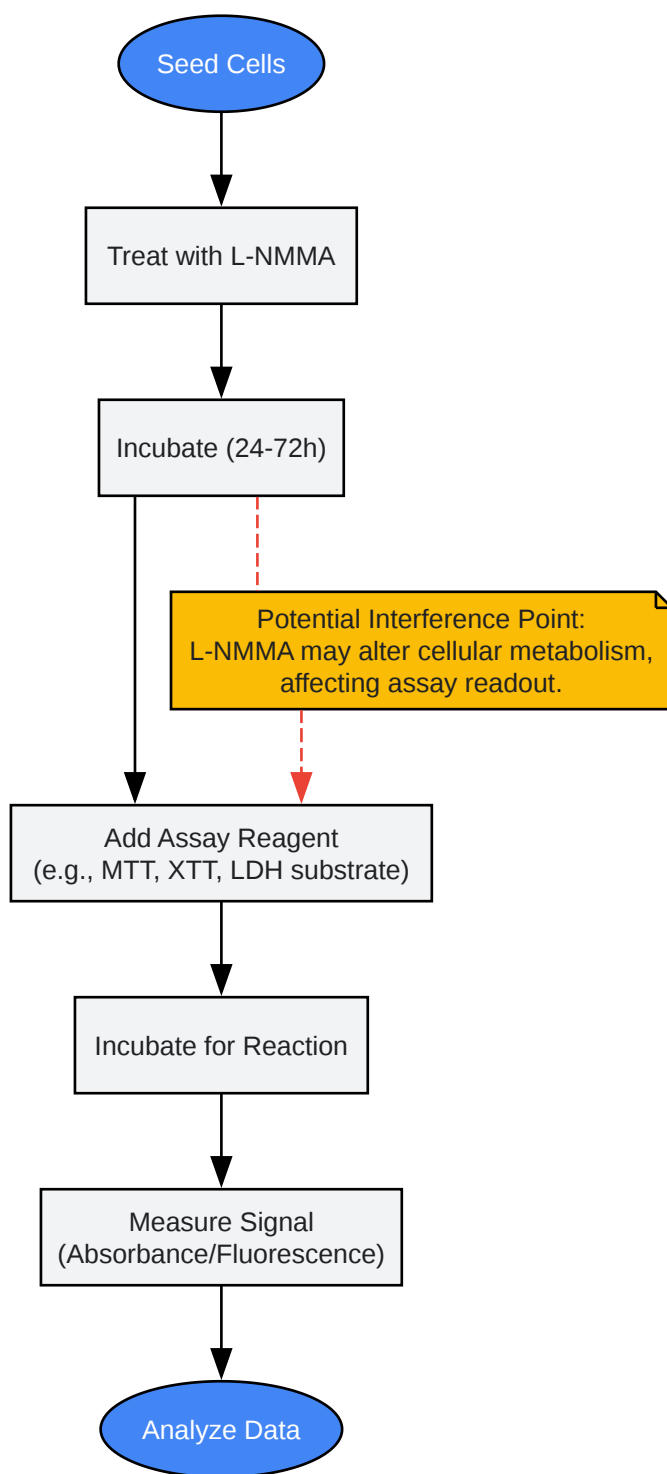 Seed Cells
Treat with L-NMMA
Incubate (24-72h)
Potential Interference Point:
L-NMMA may alter cellular metabolism,
affecting assay readout.
Add Assay Reagent
(e.g., MTT, XTT, LDH substrate)
Incubate for Reaction
Measure Signal
(Absorbance/Fluorescence)
Analyze Data